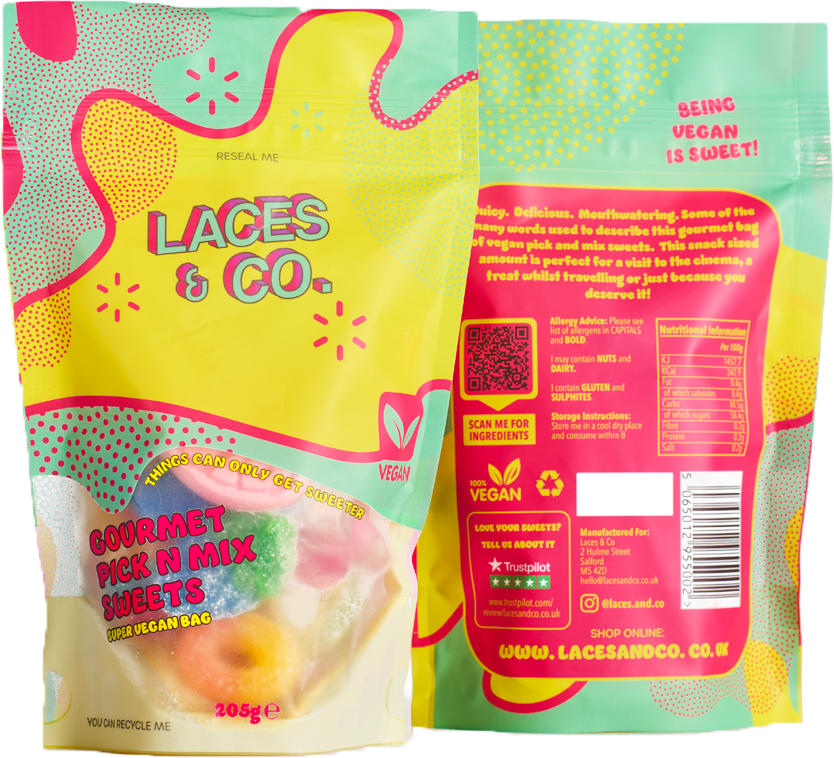 RESEAL ME
LACES
& CO.
VEGAN
THINGS CAN ONLY GET SWEETER
GOURMET
PICK N MIX
SWEETS
SUPER VEGAN BAG
205g ℮
YOU CAN RECYCLE ME
BEING
VEGAN
IS SWEET!
Juicy. Delicious. Mouthwatering. Some of the
many words used to describe this gourmet bag
of vegan pick and mix sweets. This snack sized
amount is perfect for a visit to the cinema, a
treat whilst travelling or just because you
deserve it!
SCAN ME FOR
INGREDIENTS
Allergy Advice: Please see
list of allergens in CAPITALS
and BOLD.
I may contain NUTS and
DAIRY.
I contain GLUTEN and
SULPHITES.
Storage Instructions:
Store me in a cool dry place
and consume within 8
Nutritional Information
Per 100g
KJ
KCal 342.9
Fat
of which saturates
Carbs
of which sugars
Fibre
Protein
Salt
100%
VEGAN
LOVE YOUR SWEETS?
TELL US ABOUT IT
Trustpilot
www.trustpilot.com/
review/lacesandco.co.uk
Manufactured For:
Laces & Co
2 Hulme Street
Salford
M5 4ZD
hello@lacesandco.co.uk
@laces.and.co
5 065012 955002 >
SHOP ONLINE:
WWW.LACESANDCO.CO.UK